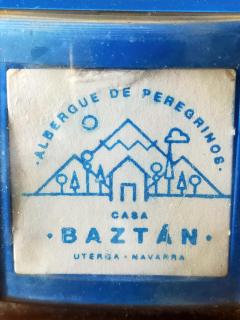 · ALBERGUE DE PEREGRINOS ·
CASA
· BAZTÁN ·
UTERGA · NAVARRA